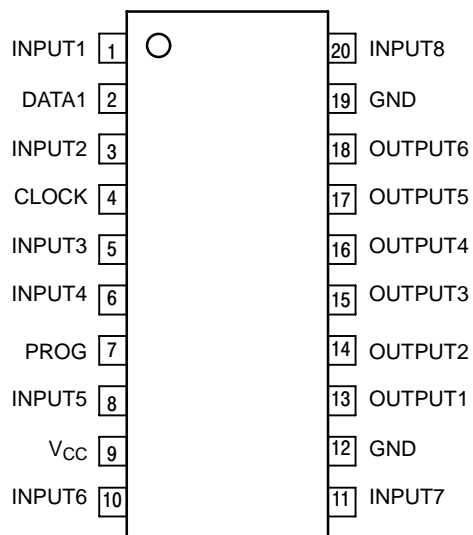 INPUT1 1 20 INPUT8
DATA1 2 19 GND
INPUT2 3 18 OUTPUT6
CLOCK 4 17 OUTPUT5
INPUT3 5 16 OUTPUT4
INPUT4 6 15 OUTPUT3
PROG 7 14 OUTPUT2
INPUT5 8 13 OUTPUT1
VCC 9 12 GND
INPUT6 10 11 INPUT7